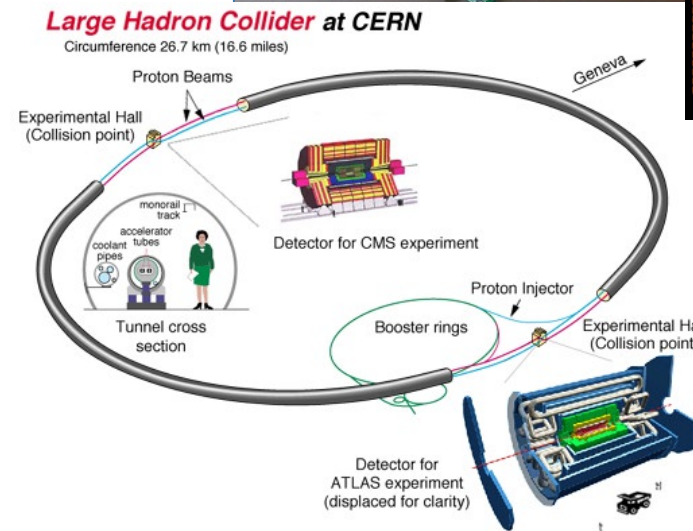 Large Hadron Collider at CERN
Circumference 26.7 km (16.6 miles)
Geneva
Proton Beams
Experimental Hall
(Collision point)
monorail
track
accelerator
tubes
coolant
pipes
Detector for CMS experiment
Tunnel cross
section
Proton Injector
Booster rings
Experimental Ha
(Collision point
Detector for
ATLAS experiment
(displaced for clarity)